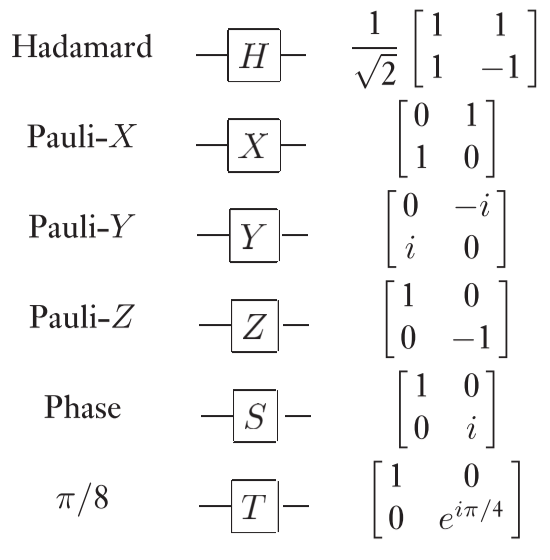 Hadamard H 1/√2 [1 1; 1 −1]
Pauli-X X [0 1; 1 0]
Pauli-Y Y [0 −i; i 0]
Pauli-Z Z [1 0; 0 −1]
Phase S [1 0; 0 i]
π/8 T [1 0; 0 e^{iπ/4}]